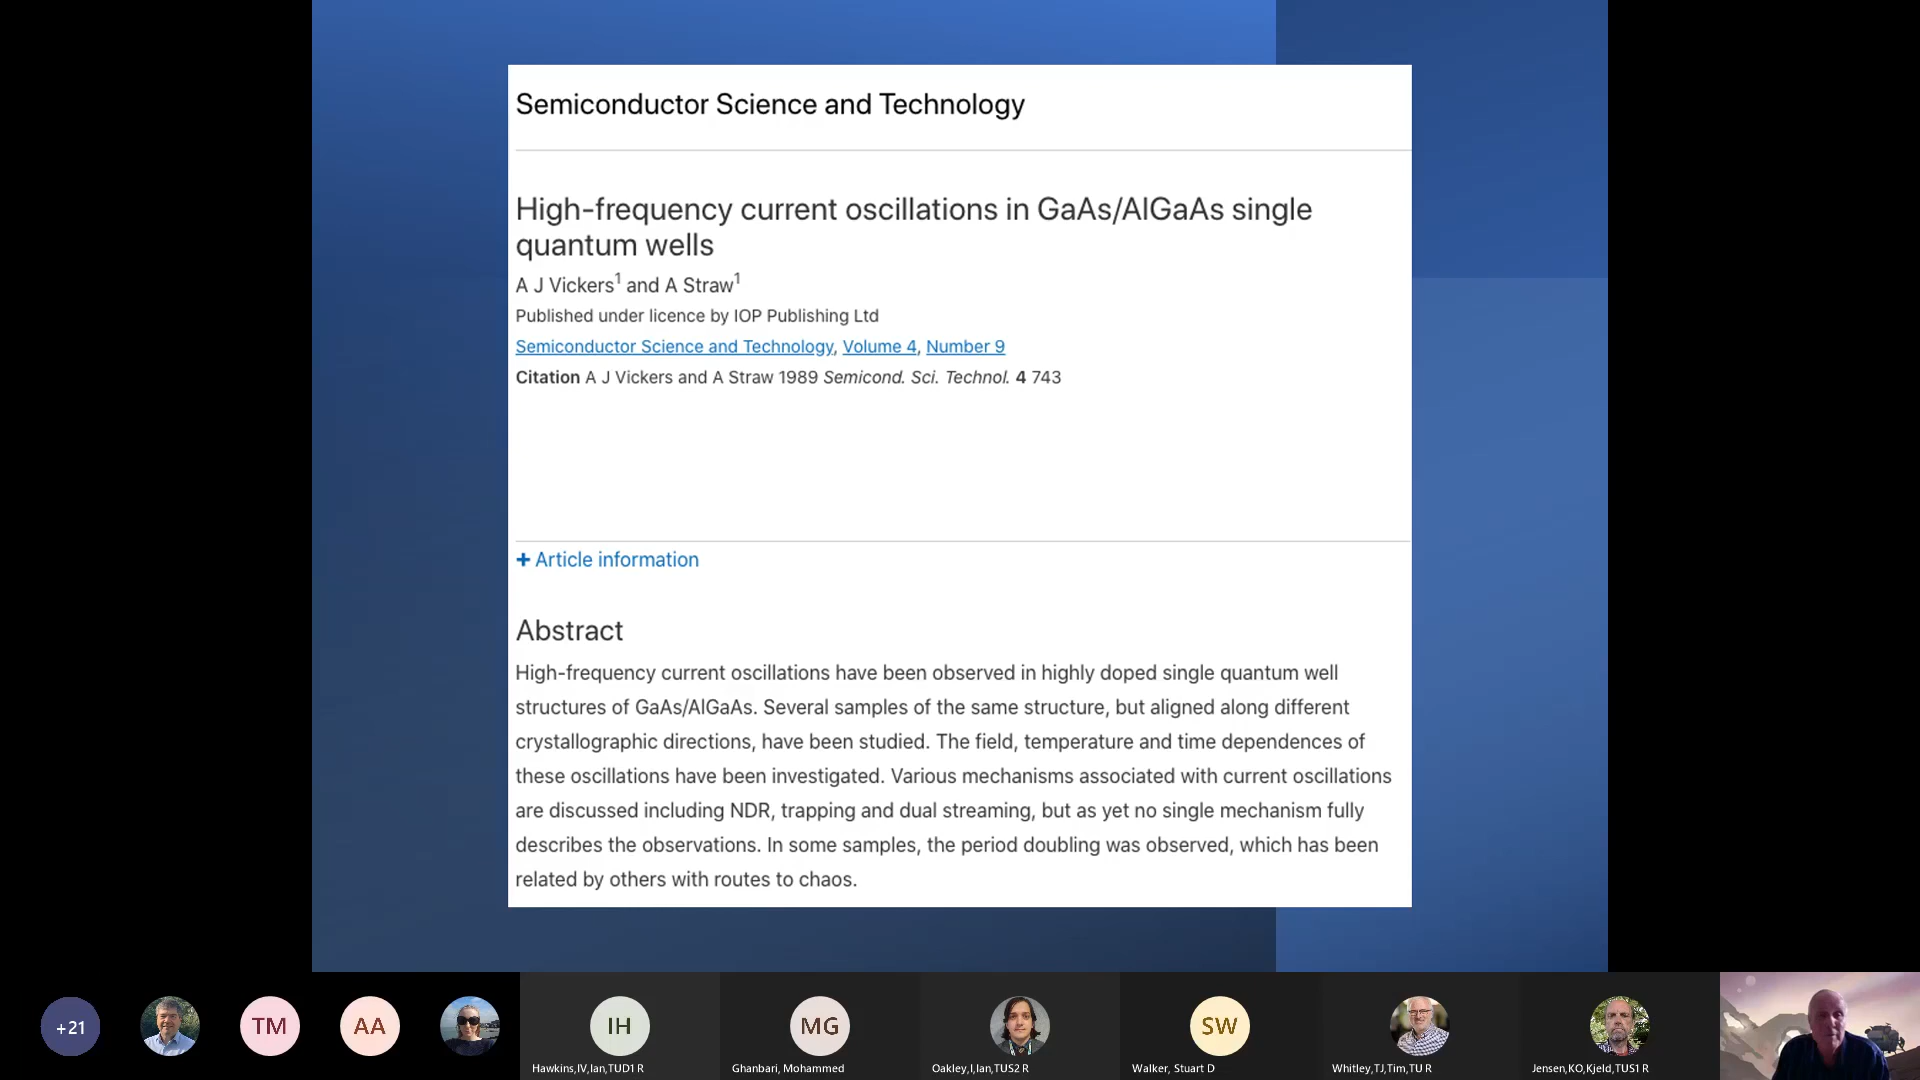 Semiconductor Science and Technology
High-frequency current oscillations in GaAs/AlGaAs single
quantum wells
A J Vickers1 and A Straw1
Published under licence by IOP Publishing Ltd
Semiconductor Science and Technology, Volume 4, Number 9
Citation A J Vickers and A Straw 1989 Semicond. Sci. Technol. 4 743
+ Article information
Abstract
High-frequency current oscillations have been observed in highly doped single quantum well
structures of GaAs/AlGaAs. Several samples of the same structure, but aligned along different
crystallographic directions, have been studied. The field, temperature and time dependences of
these oscillations have been investigated. Various mechanisms associated with current oscillations
are discussed including NDR, trapping and dual streaming, but as yet no single mechanism fully
describes the observations. In some samples, the period doubling was observed, which has been
related by others with routes to chaos.
+21
TM
AA
IH
MG
SW
Hawkins,IV,Ian,TUD1 R
Ghanbari, Mohammed
Oakley,I,Ian,TUS2 R
Walker, Stuart D
Whitley,TJ,Tim,TU R
Jensen,KO,Kjeld,TUS1 R